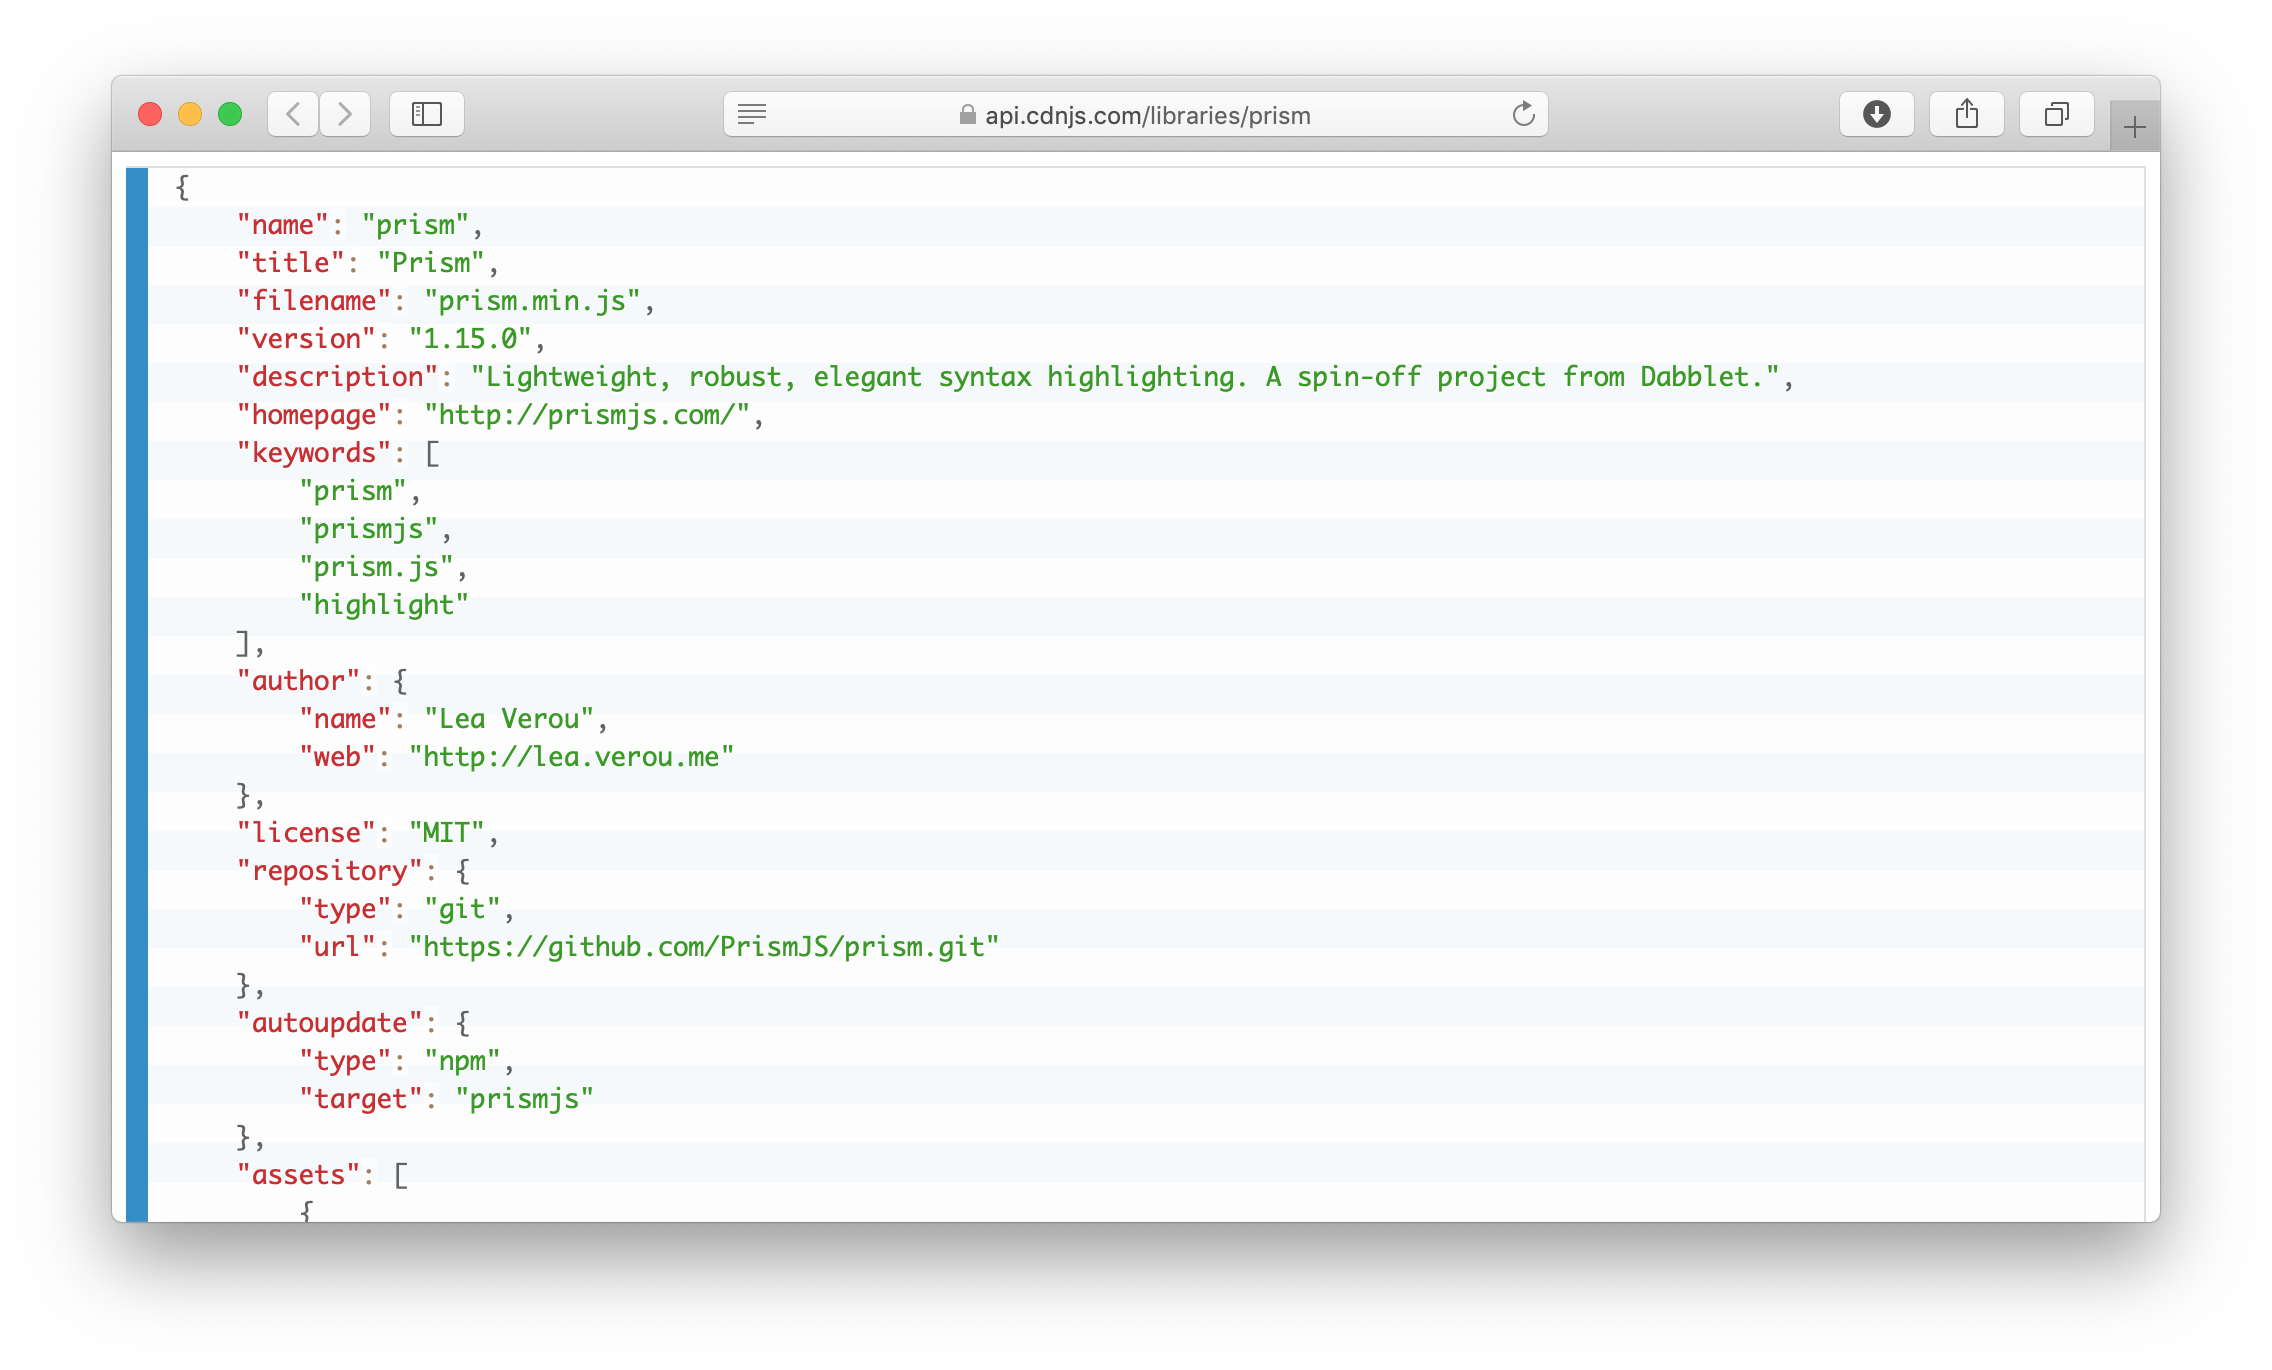 api.cdnjs.com/libraries/prism
{
    "name": "prism",
    "title": "Prism",
    "filename": "prism.min.js",
    "version": "1.15.0",
    "description": "Lightweight, robust, elegant syntax highlighting. A spin-off project from Dabblet.",
    "homepage": "http://prismjs.com/",
    "keywords": [
        "prism",
        "prismjs",
        "prism.js",
        "highlight"
    ],
    "author": {
        "name": "Lea Verou",
        "web": "http://lea.verou.me"
    },
    "license": "MIT",
    "repository": {
        "type": "git",
        "url": "https://github.com/PrismJS/prism.git"
    },
    "autoupdate": {
        "type": "npm",
        "target": "prismjs"
    },
    "assets": [
        {